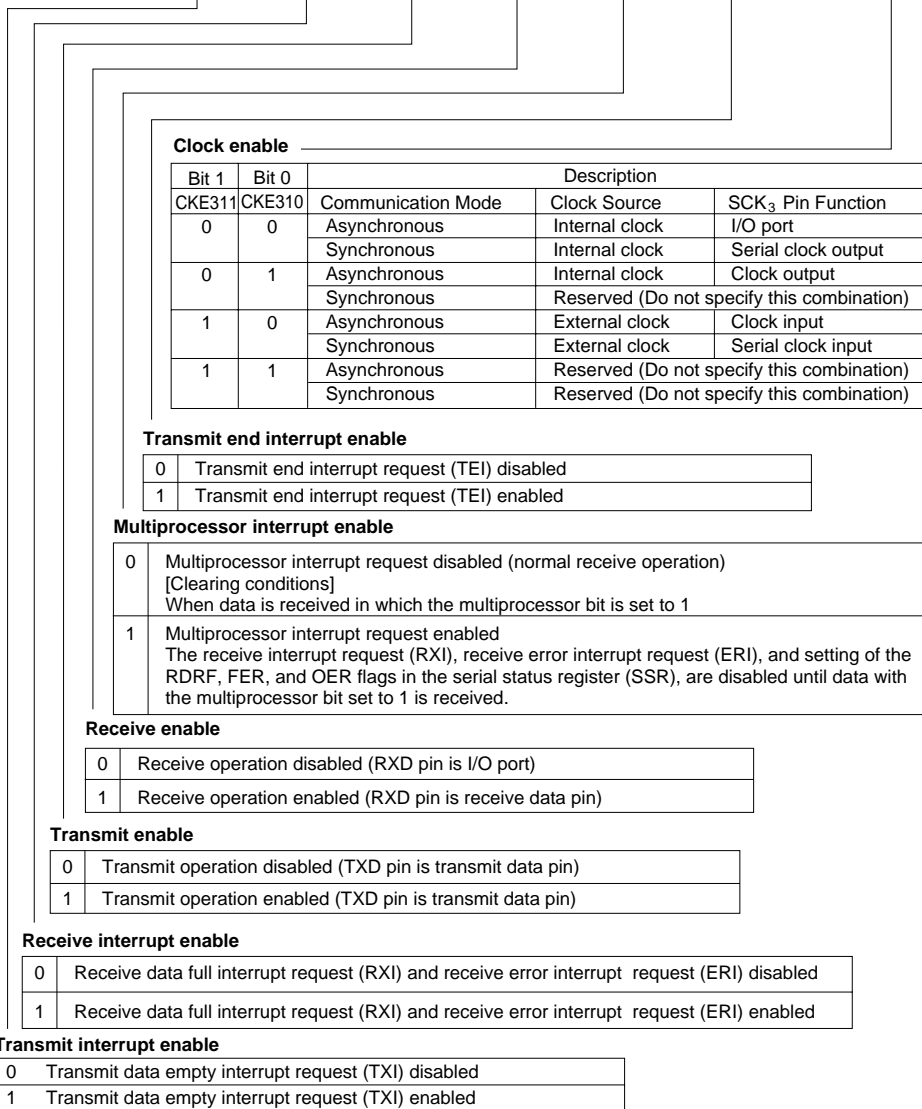 Clock enable
Bit 1 Bit 0 Description
CKE311 CKE310 Communication Mode Clock Source SCK3 Pin Function
0 0 Asynchronous Internal clock I/O port
Synchronous Internal clock Serial clock output
0 1 Asynchronous Internal clock Clock output
Synchronous Reserved (Do not specify this combination)
1 0 Asynchronous External clock Clock input
Synchronous External clock Serial clock input
1 1 Asynchronous Reserved (Do not specify this combination)
Synchronous Reserved (Do not specify this combination)
Transmit end interrupt enable
0 Transmit end interrupt request (TEI) disabled
1 Transmit end interrupt request (TEI) enabled
Multiprocessor interrupt enable
0 Multiprocessor interrupt request disabled (normal receive operation)
[Clearing conditions]
When data is received in which the multiprocessor bit is set to 1
1 Multiprocessor interrupt request enabled
The receive interrupt request (RXI), receive error interrupt request (ERI), and setting of the
RDRF, FER, and OER flags in the serial status register (SSR), are disabled until data with
the multiprocessor bit set to 1 is received.
Receive enable
0 Receive operation disabled (RXD pin is I/O port)
1 Receive operation enabled (RXD pin is receive data pin)
Transmit enable
0 Transmit operation disabled (TXD pin is transmit data pin)
1 Transmit operation enabled (TXD pin is transmit data pin)
Receive interrupt enable
0 Receive data full interrupt request (RXI) and receive error interrupt request (ERI) disabled
1 Receive data full interrupt request (RXI) and receive error interrupt request (ERI) enabled
Transmit interrupt enable
0 Transmit data empty interrupt request (TXI) disabled
1 Transmit data empty interrupt request (TXI) enabled